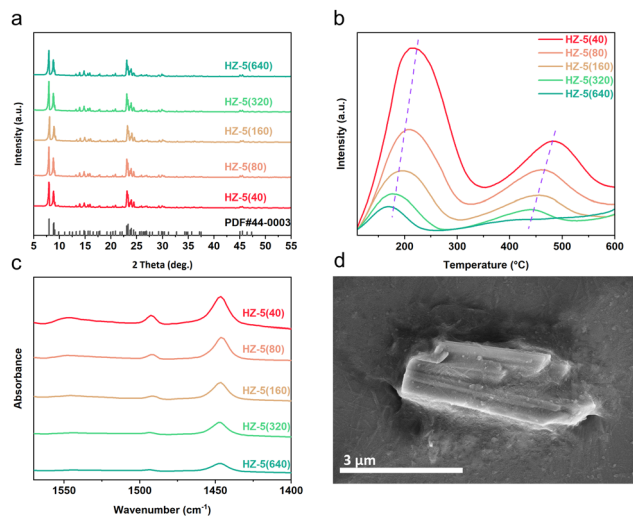 a
Intensity (a.u.)
HZ-5(640)
HZ-5(320)
HZ-5(160)
HZ-5(80)
HZ-5(40)
PDF#44-0003
5 10 15 20 25 30 35 40 45 50 55
2 Theta (deg.)
b
Intensity (a.u.)
HZ-5(40)
HZ-5(80)
HZ-5(160)
HZ-5(320)
HZ-5(640)
200 300 400 500 600
Temperature (°C)
c
Absorbance
HZ-5(40)
HZ-5(80)
HZ-5(160)
HZ-5(320)
HZ-5(640)
1550 1500 1450 1400
Wavenumber (cm⁻¹)
d
3 μm